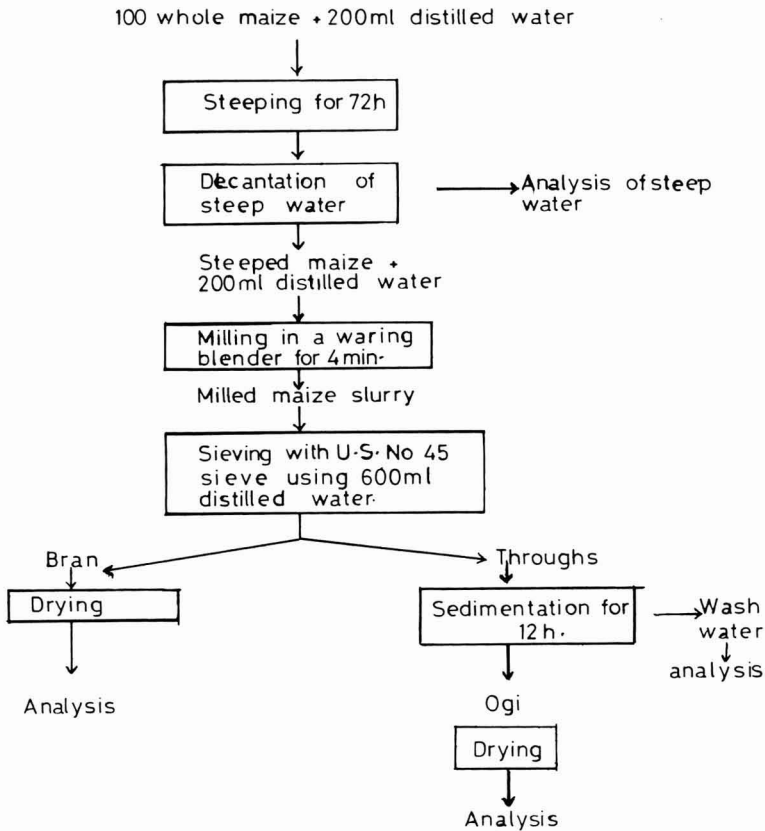 100 whole maize + 200ml distilled water
Steeping for 72h
Decantation of
steep water
Analysis of steep
water
Steeped maize +
200ml distilled water
Milling in a waring
blender for 4min.
Milled maize slurry
Sieving with U.S. No 45
sieve using 600ml
distilled water.
Bran
Throughs
Drying
Sedimentation for
12h.
Wash
water
analysis
Analysis
Ogi
Drying
Analysis